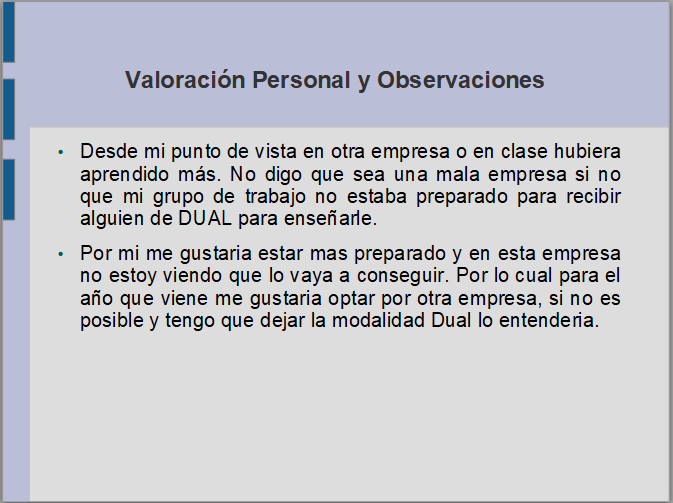 Valoración Personal y Observaciones
• Desde mi punto de vista en otra empresa o en clase hubiera
aprendido más. No digo que sea una mala empresa si no
que mi grupo de trabajo no estaba preparado para recibir
alguien de DUAL para enseñarle.
• Por mi me gustaria estar mas preparado y en esta empresa
no estoy viendo que lo vaya a conseguir. Por lo cual para el
año que viene me gustaria optar por otra empresa, si no es
posible y tengo que dejar la modalidad Dual lo entenderia.